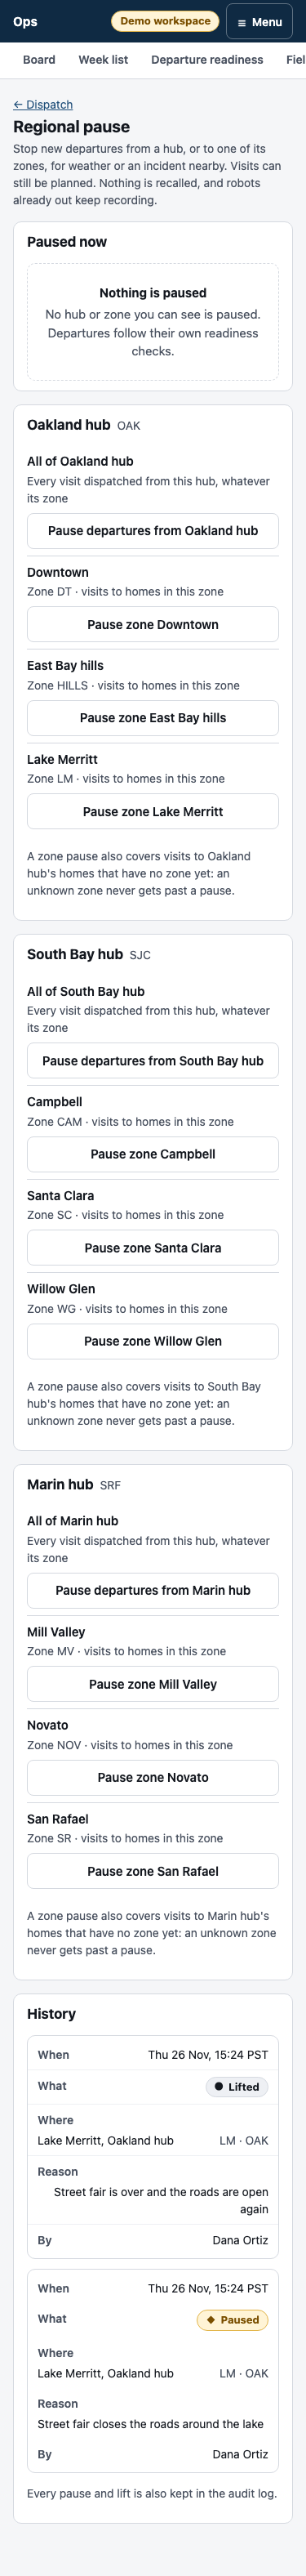 Ops
Demo workspace
≡ Menu
Board Week list Departure readiness Fiel
← Dispatch
Regional pause
Stop new departures from a hub, or to one of its
zones, for weather or an incident nearby. Visits can
still be planned. Nothing is recalled, and robots
already out keep recording.
Paused now
Nothing is paused
No hub or zone you can see is paused.
Departures follow their own readiness
checks.
Oakland hub OAK
All of Oakland hub
Every visit dispatched from this hub, whatever
its zone
Pause departures from Oakland hub
Downtown
Zone DT · visits to homes in this zone
Pause zone Downtown
East Bay hills
Zone HILLS · visits to homes in this zone
Pause zone East Bay hills
Lake Merritt
Zone LM · visits to homes in this zone
Pause zone Lake Merritt
A zone pause also covers visits to Oakland
hub's homes that have no zone yet: an
unknown zone never gets past a pause.
South Bay hub SJC
All of South Bay hub
Every visit dispatched from this hub, whatever
its zone
Pause departures from South Bay hub
Campbell
Zone CAM · visits to homes in this zone
Pause zone Campbell
Santa Clara
Zone SC · visits to homes in this zone
Pause zone Santa Clara
Willow Glen
Zone WG · visits to homes in this zone
Pause zone Willow Glen
A zone pause also covers visits to South Bay
hub's homes that have no zone yet: an
unknown zone never gets past a pause.
Marin hub SRF
All of Marin hub
Every visit dispatched from this hub, whatever
its zone
Pause departures from Marin hub
Mill Valley
Zone MV · visits to homes in this zone
Pause zone Mill Valley
Novato
Zone NOV · visits to homes in this zone
Pause zone Novato
San Rafael
Zone SR · visits to homes in this zone
Pause zone San Rafael
A zone pause also covers visits to Marin hub's
homes that have no zone yet: an unknown zone
never gets past a pause.
History
When Thu 26 Nov, 15:24 PST
What Lifted
Where
Lake Merritt, Oakland hub LM · OAK
Reason
Street fair is over and the roads are open
again
By Dana Ortiz
When Thu 26 Nov, 15:24 PST
What Paused
Where
Lake Merritt, Oakland hub LM · OAK
Reason
Street fair closes the roads around the lake
By Dana Ortiz
Every pause and lift is also kept in the audit log.